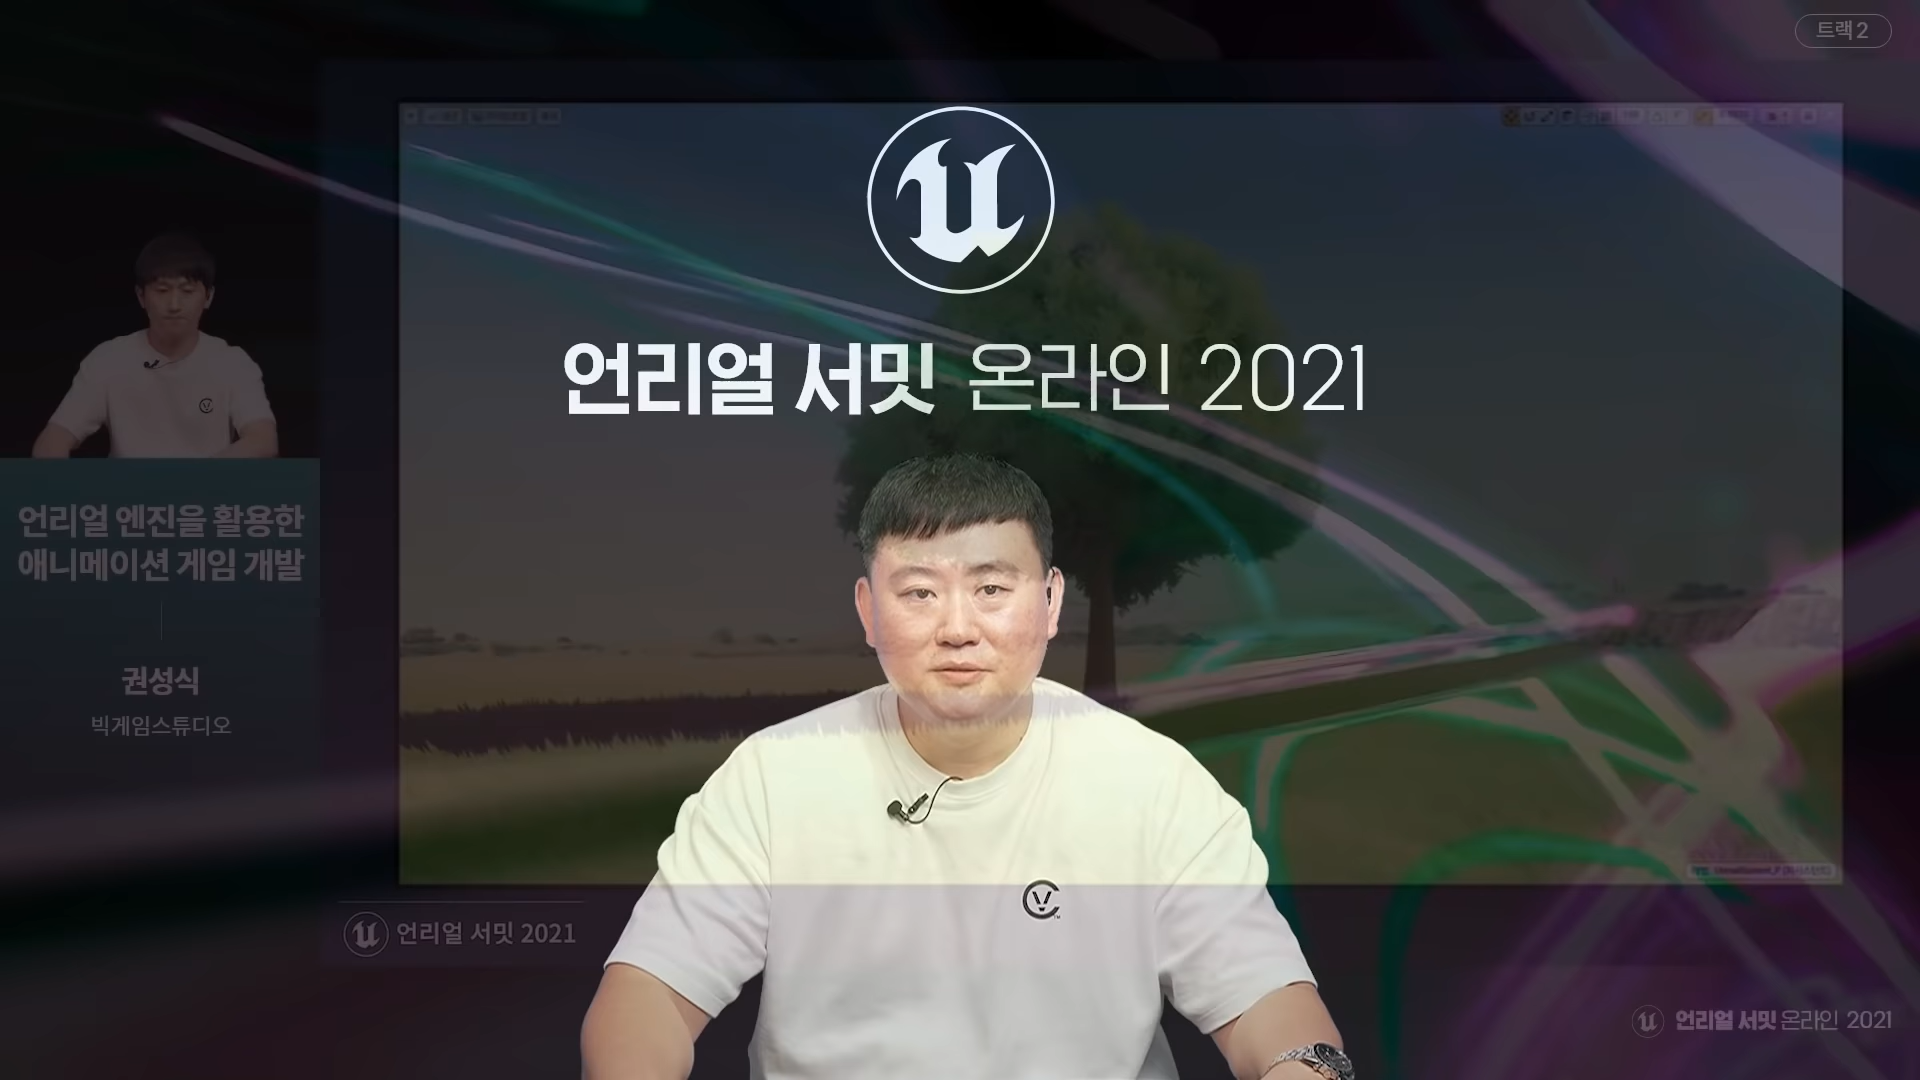 트랙 2
언리얼 서밋 온라인 2021
언리얼 엔진을 활용한
애니메이션 게임 개발
권성식
빅게임스튜디오
언리얼 서밋 2021
언리얼 서밋 온라인 2021